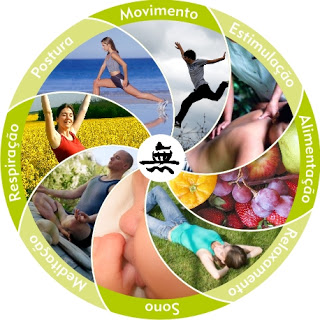 Movimento
Estimulação
Alimentação
Relaxamento
Sono
Meditação
Respiração
Postura